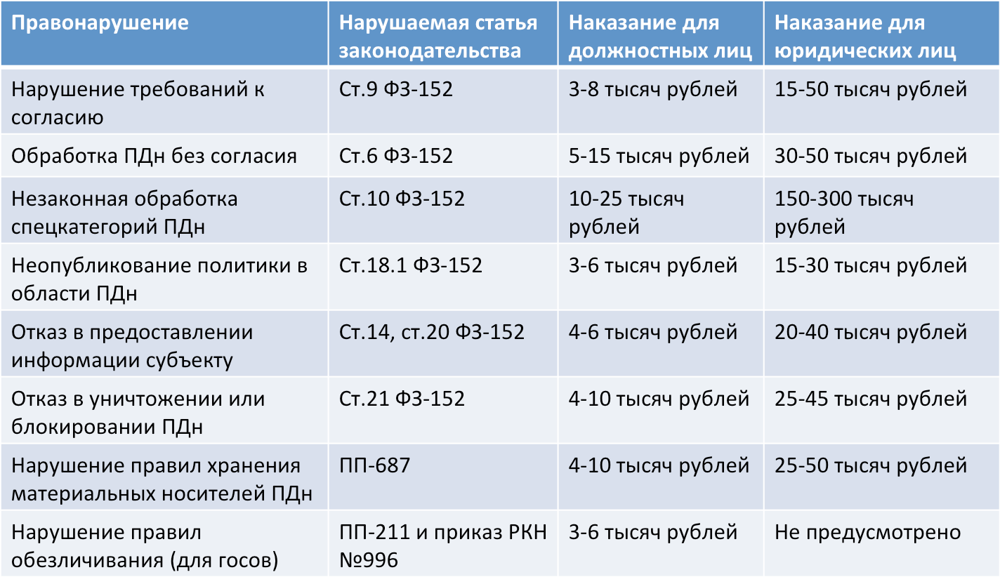 Правонарушение
Нарушаемая статья
законодательства
Наказание для
должностных лиц
Наказание для
юридических лиц
Нарушение требований к
согласию
Ст.9 ФЗ-152
3-8 тысяч рублей
15-50 тысяч рублей
Обработка ПДн без согласия
Ст.6 ФЗ-152
5-15 тысяч рублей
30-50 тысяч рублей
Незаконная обработка
спецкатегорий ПДн
Ст.10 ФЗ-152
10-25 тысяч
рублей
150-300 тысяч
рублей
Неопубликование политики в
области ПДн
Ст.18.1 ФЗ-152
3-6 тысяч рублей
15-30 тысяч рублей
Отказ в предоставлении
информации субъекту
Ст.14, ст.20 ФЗ-152
4-6 тысяч рублей
20-40 тысяч рублей
Отказ в уничтожении или
блокировании ПДн
Ст.21 ФЗ-152
4-10 тысяч рублей
25-45 тысяч рублей
Нарушение правил хранения
материальных носителей ПДн
ПП-687
4-10 тысяч рублей
25-50 тысяч рублей
Нарушение правил
обезличивания (для госов)
ПП-211 и приказ РКН
№996
3-6 тысяч рублей
Не предусмотрено